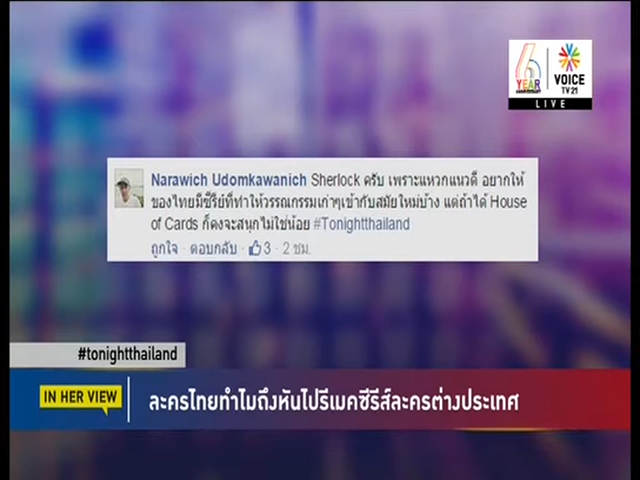 6
YEAR
ANNIVERSARY
VOICE
TV 21
LIVE
Narawich Udomkawanich Sherlock ครับ เพราะแหวกแนวดี อยากให้
ของไทยมีซีรีย์ที่ทำให้วรรณกรรมเก่าๆเข้ากับสมัยใหม่บ้าง แต่ถ้าได้ House
of Cards ก็คงจะสนุกไม่ใช่น้อย #Tonightthailand
ถูกใจ · ตอบกลับ · 3 · 2 ชม.
#tonightthailand
IN HER VIEW
ละครไทยทำไมถึงหันไปรีเมคซีรีส์ละครต่างประเทศ